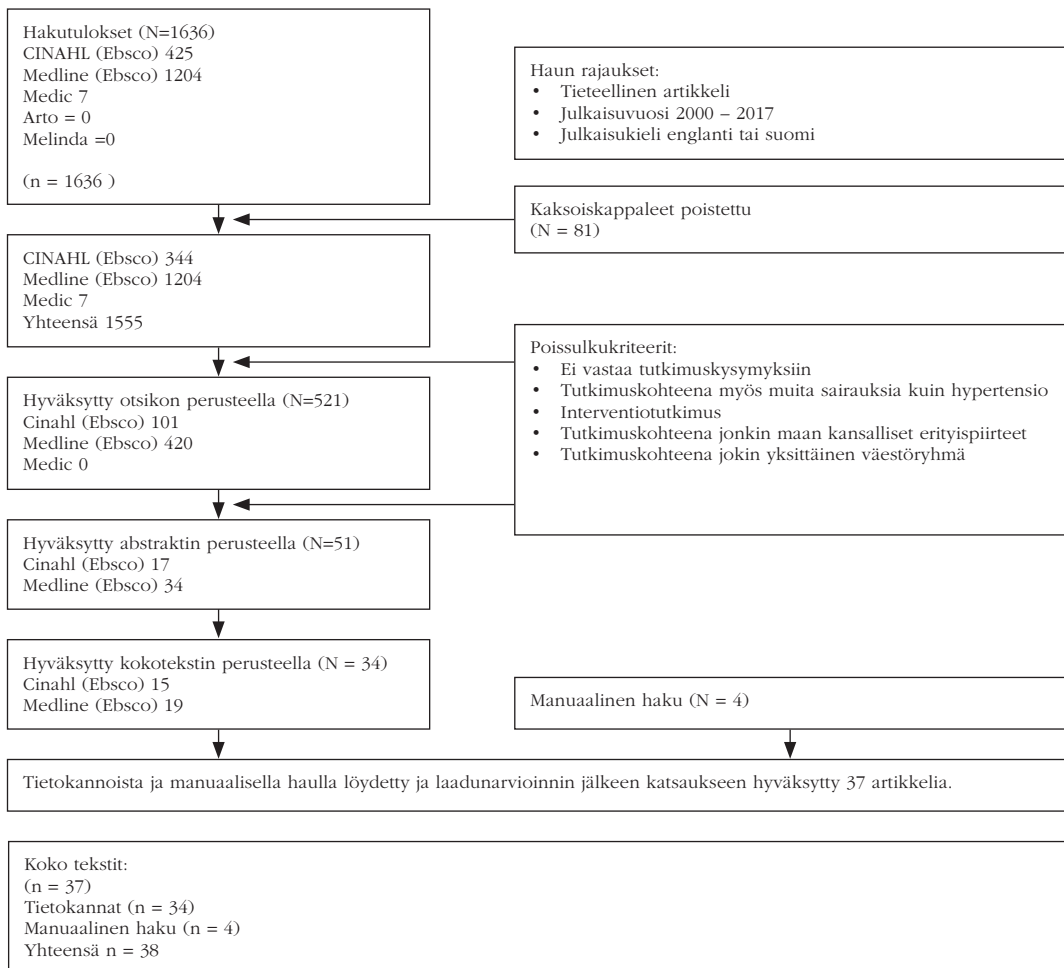 Hakutulokset (N=1636)
CINAHL (Ebsco) 425
Medline (Ebsco) 1204
Medic 7
Arto = 0
Melinda =0
(n = 1636 )
Haun rajaukset:
• Tieteellinen artikkeli
• Julkaisuvuosi 2000 – 2017
• Julkaisukieli englanti tai suomi
Kaksoiskappaleet poistettu
(N = 81)
CINAHL (Ebsco) 344
Medline (Ebsco) 1204
Medic 7
Yhteensä 1555
Poissulkukriteerit:
• Ei vastaa tutkimuskysymyksiin
• Tutkimuskohteena myös muita sairauksia kuin hypertensio
• Interventiotutkimus
• Tutkimuskohteena jonkin maan kansalliset erityispiirteet
• Tutkimuskohteena jokin yksittäinen väestöryhmä
Hyväksytty otsikon perusteella (N=521)
Cinahl (Ebsco) 101
Medline (Ebsco) 420
Medic 0
Hyväksytty abstraktin perusteella (N=51)
Cinahl (Ebsco) 17
Medline (Ebsco) 34
Hyväksytty kokotekstin perusteella (N = 34)
Cinahl (Ebsco) 15
Medline (Ebsco) 19
Manuaalinen haku (N = 4)
Tietokannoista ja manuaalisella haulla löydetty ja laadunarvioinnin jälkeen katsaukseen hyväksytty 37 artikkelia.
Koko tekstit:
(n = 37)
Tietokannat (n = 34)
Manuaalinen haku (n = 4)
Yhteensä n = 38